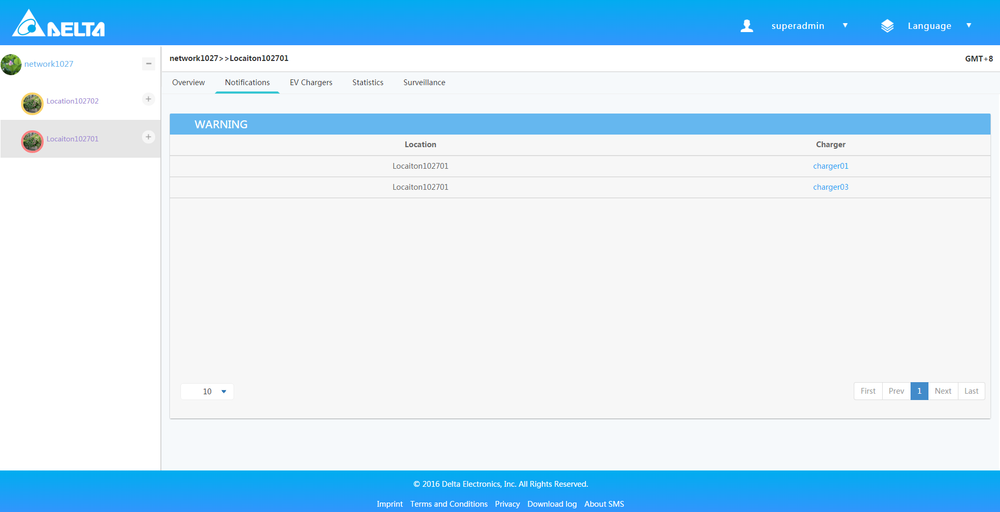 DELTA
superadmin
Language
network1027
Location102702
Locaiton102701
network1027>>Locaiton102701
GMT+8
Overview Notifications EV Chargers Statistics Surveillance
WARNING
Location Charger
Locaiton102701 charger01
Locaiton102701 charger03
10
First Prev 1 Next Last
© 2016 Delta Electronics, Inc. All Rights Reserved.
Imprint Terms and Conditions Privacy Download log About SMS